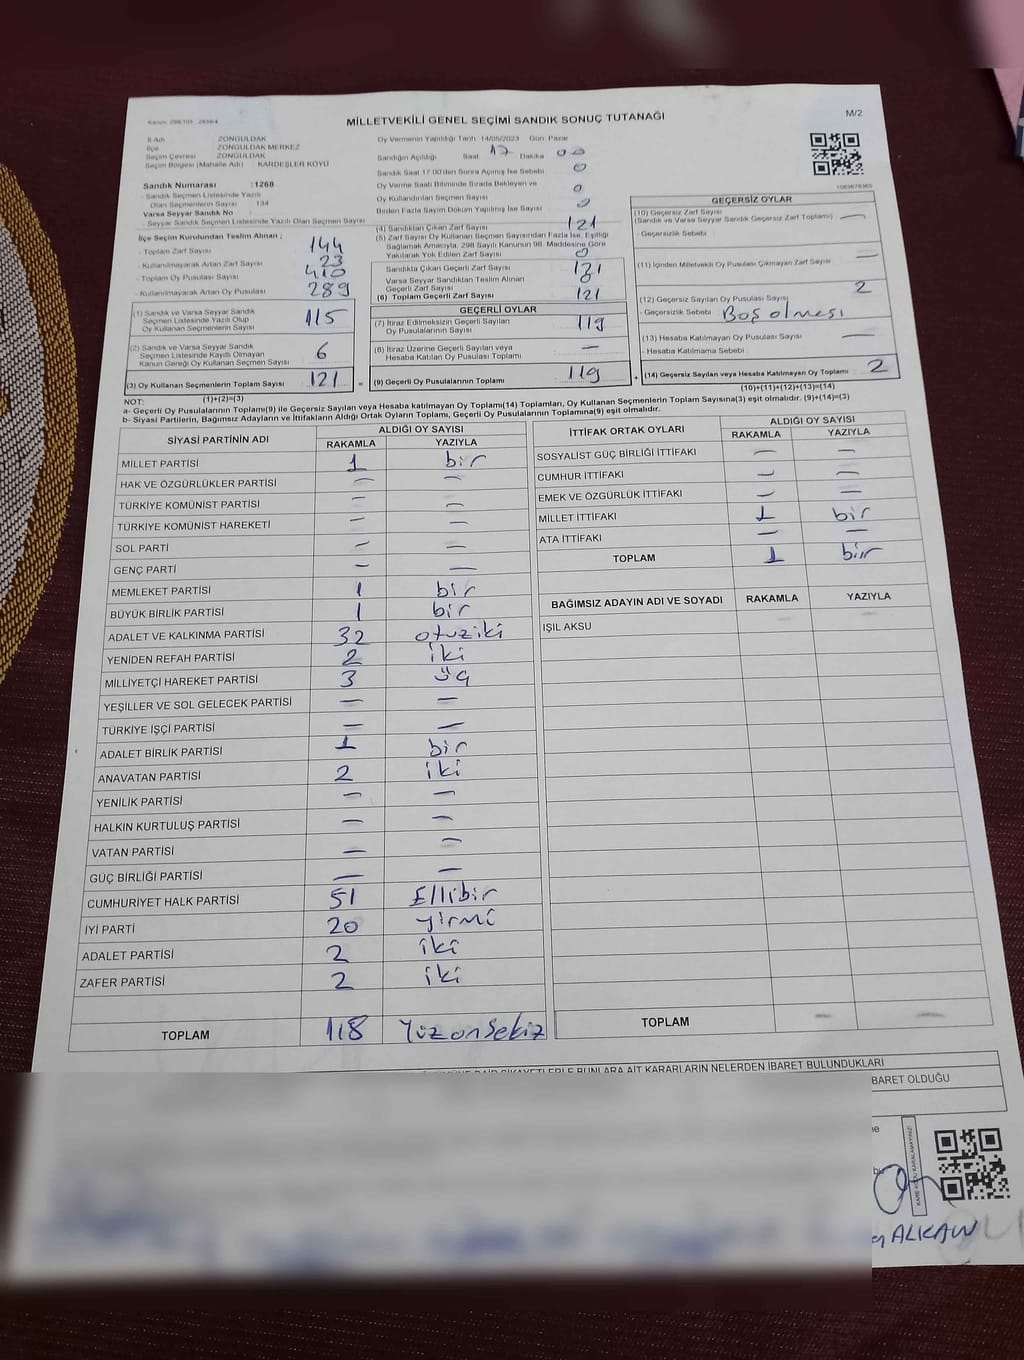 MİLLETVEKİLİ GENEL SEÇİMİ SANDIK SONUÇ TUTANAĞI
M/2
İl Adı ZONGULDAK
İlçe ZONGULDAK MERKEZ
Seçim Çevresi ZONGULDAK
Seçim Bölgesi (Mahalle Adı) KARDEŞLER KÖYÜ
Sandık Numarası :1268
- Sandık Seçmen Listesinde Yazılı
Olan Seçmenlerin Sayısı 134
Varsa Seyyar Sandık No
Seyyar Sandık Seçmen Listesinde Yazılı Olan Seçmen Sayısı
Oy Vermenin Yapıldığı Tarih 14/05/2023 Gün Pazar
Sandığın Açıldığı Saat 17 Dakika 00
Sandık Saat 17:00'den Sonra Açılmış İse Sebebi 0
Oy Verme Saati Bitiminde Sırada Bekleyen ve
Oy Kullandırılan Seçmen Sayısı 0
Birden Fazla Sayım Döküm Yapılmış İse Sayısı 0
İlçe Seçim Kurulundan Teslim Alınan ;
- Toplam Zarf Sayısı 144
- Kullanılmayarak Artan Zarf Sayısı 23
- Toplam Oy Pusulası Sayısı 410
- Kullanılmayarak Artan Oy Pusulası 289
(1) Sandık ve Varsa Seyyar Sandık
Seçmen Listesinde Yazılı Olup
Oy Kullanan Seçmenlerin Sayısı 115
(2) Sandık ve Varsa Seyyar Sandık
Seçmen Listesinde Kayıtlı Olmayan
Kanun Gereği Oy Kullanan Seçmen Sayısı 6
(3) Oy Kullanan Seçmenlerin Toplam Sayısı 121
(4) Sandıktan Çıkan Zarf Sayısı 121
(5) Zarf Sayısı Oy Kullanan Seçmen Sayısından Fazla İse, Eşitliği
Sağlamak Amacıyla, 298 Sayılı Kanunun 98. Maddesine Göre
Yakılarak Yok Edilen Zarf Sayısı 0
Sandıkta Çıkan Geçerli Zarf Sayısı 121
Varsa Seyyar Sandıktan Teslim Alınan
Geçerli Zarf Sayısı 0
(6) Toplam Geçerli Zarf Sayısı 121
GEÇERLİ OYLAR
(7) İtiraz Edilmeksizin Geçerli Sayılan
Oy Pusulalarının Sayısı 119
(8) İtiraz Üzerine Geçerli Sayılan veya
Hesaba Katılan Oy Pusulası Toplamı —
= (9) Geçerli Oy Pusulalarının Toplamı 119
GEÇERSİZ OYLAR
(10) Geçersiz Zarf Sayısı
(Sandık ve Varsa Seyyar Sandık Geçersiz Zarf Toplamı) —
- Geçersizlik Sebebi
(11) İçinden Milletvekili Oy Pusulası Çıkmayan Zarf Sayısı —
(12) Geçersiz Sayılan Oy Pusulası Sayısı 2
- Geçersizlik Sebebi Boş olması
(13) Hesaba Katılmayan Oy Pusulası Sayısı —
- Hesaba Katılmama Sebebi
+ (14) Geçersiz Sayılan veya Hesaba Katılmayan Oy Toplamı 2
NOT: (1)+(2)=(3) (10)+(11)+(12)+(13)=(14)
a- Geçerli Oy Pusulalarının Toplamı(9) ile Geçersiz Sayılan veya Hesaba katılmayan Oy Toplamı(14) Toplamları, Oy Kullanan Seçmenlerin Toplam Sayısına(3) eşit olmalıdır. (9)+(14)=(3)
b- Siyasi Partilerin, Bağımsız Adayların ve İttifakların Aldığı Ortak Oyların Toplamı, Geçerli Oy Pusulalarının Toplamına(9) eşit olmalıdır.
SİYASİ PARTİNİN ADI ALDIĞI OY SAYISI
RAKAMLA YAZIYLA
MİLLET PARTİSİ 1 bir
HAK VE ÖZGÜRLÜKLER PARTİSİ — —
TÜRKİYE KOMÜNİST PARTİSİ — —
TÜRKİYE KOMÜNİST HAREKETİ — —
SOL PARTİ — —
GENÇ PARTİ — —
MEMLEKET PARTİSİ 1 bir
BÜYÜK BİRLİK PARTİSİ 1 bir
ADALET VE KALKINMA PARTİSİ 32 otuziki
YENİDEN REFAH PARTİSİ 2 iki
MİLLİYETÇİ HAREKET PARTİSİ 3 üç
YEŞİLLER VE SOL GELECEK PARTİSİ — —
TÜRKİYE İŞÇİ PARTİSİ — —
ADALET BİRLİK PARTİSİ 1 bir
ANAVATAN PARTİSİ 2 iki
YENİLİK PARTİSİ — —
HALKIN KURTULUŞ PARTİSİ — —
VATAN PARTİSİ — —
GÜÇ BİRLİĞİ PARTİSİ — —
CUMHURİYET HALK PARTİSİ 51 Ellibir
İYİ PARTİ 20 yirmi
ADALET PARTİSİ 2 iki
ZAFER PARTİSİ 2 iki
TOPLAM 118 Yüzonsekiz
İTTİFAK ORTAK OYLARI ALDIĞI OY SAYISI
RAKAMLA YAZIYLA
SOSYALİST GÜÇ BİRLİĞİ İTTİFAKI — —
CUMHUR İTTİFAKI — —
EMEK VE ÖZGÜRLÜK İTTİFAKI — —
MİLLET İTTİFAKI 1 bir
ATA İTTİFAKI — —
TOPLAM 1 bir
BAĞIMSIZ ADAYIN ADI VE SOYADI RAKAMLA YAZIYLA
IŞIL AKSU — —
TOPLAM — —
ŞİKAYETLERLE BUNLARA AİT KARARLARIN NELERDEN İBARET BULUNDUKLARI
BARET OLDUĞU
KARE KODU KARALAMAYINIZ!
ALKAN